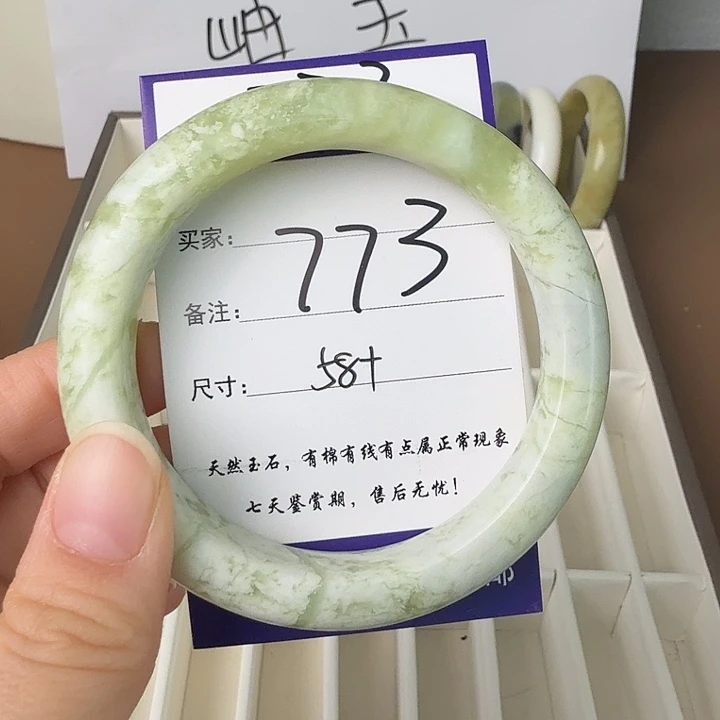 岫玉
买家：
773
备注：
尺寸：58+
天然玉石，有棉有线有点属正常现象
七天鉴赏期，售后无忧！